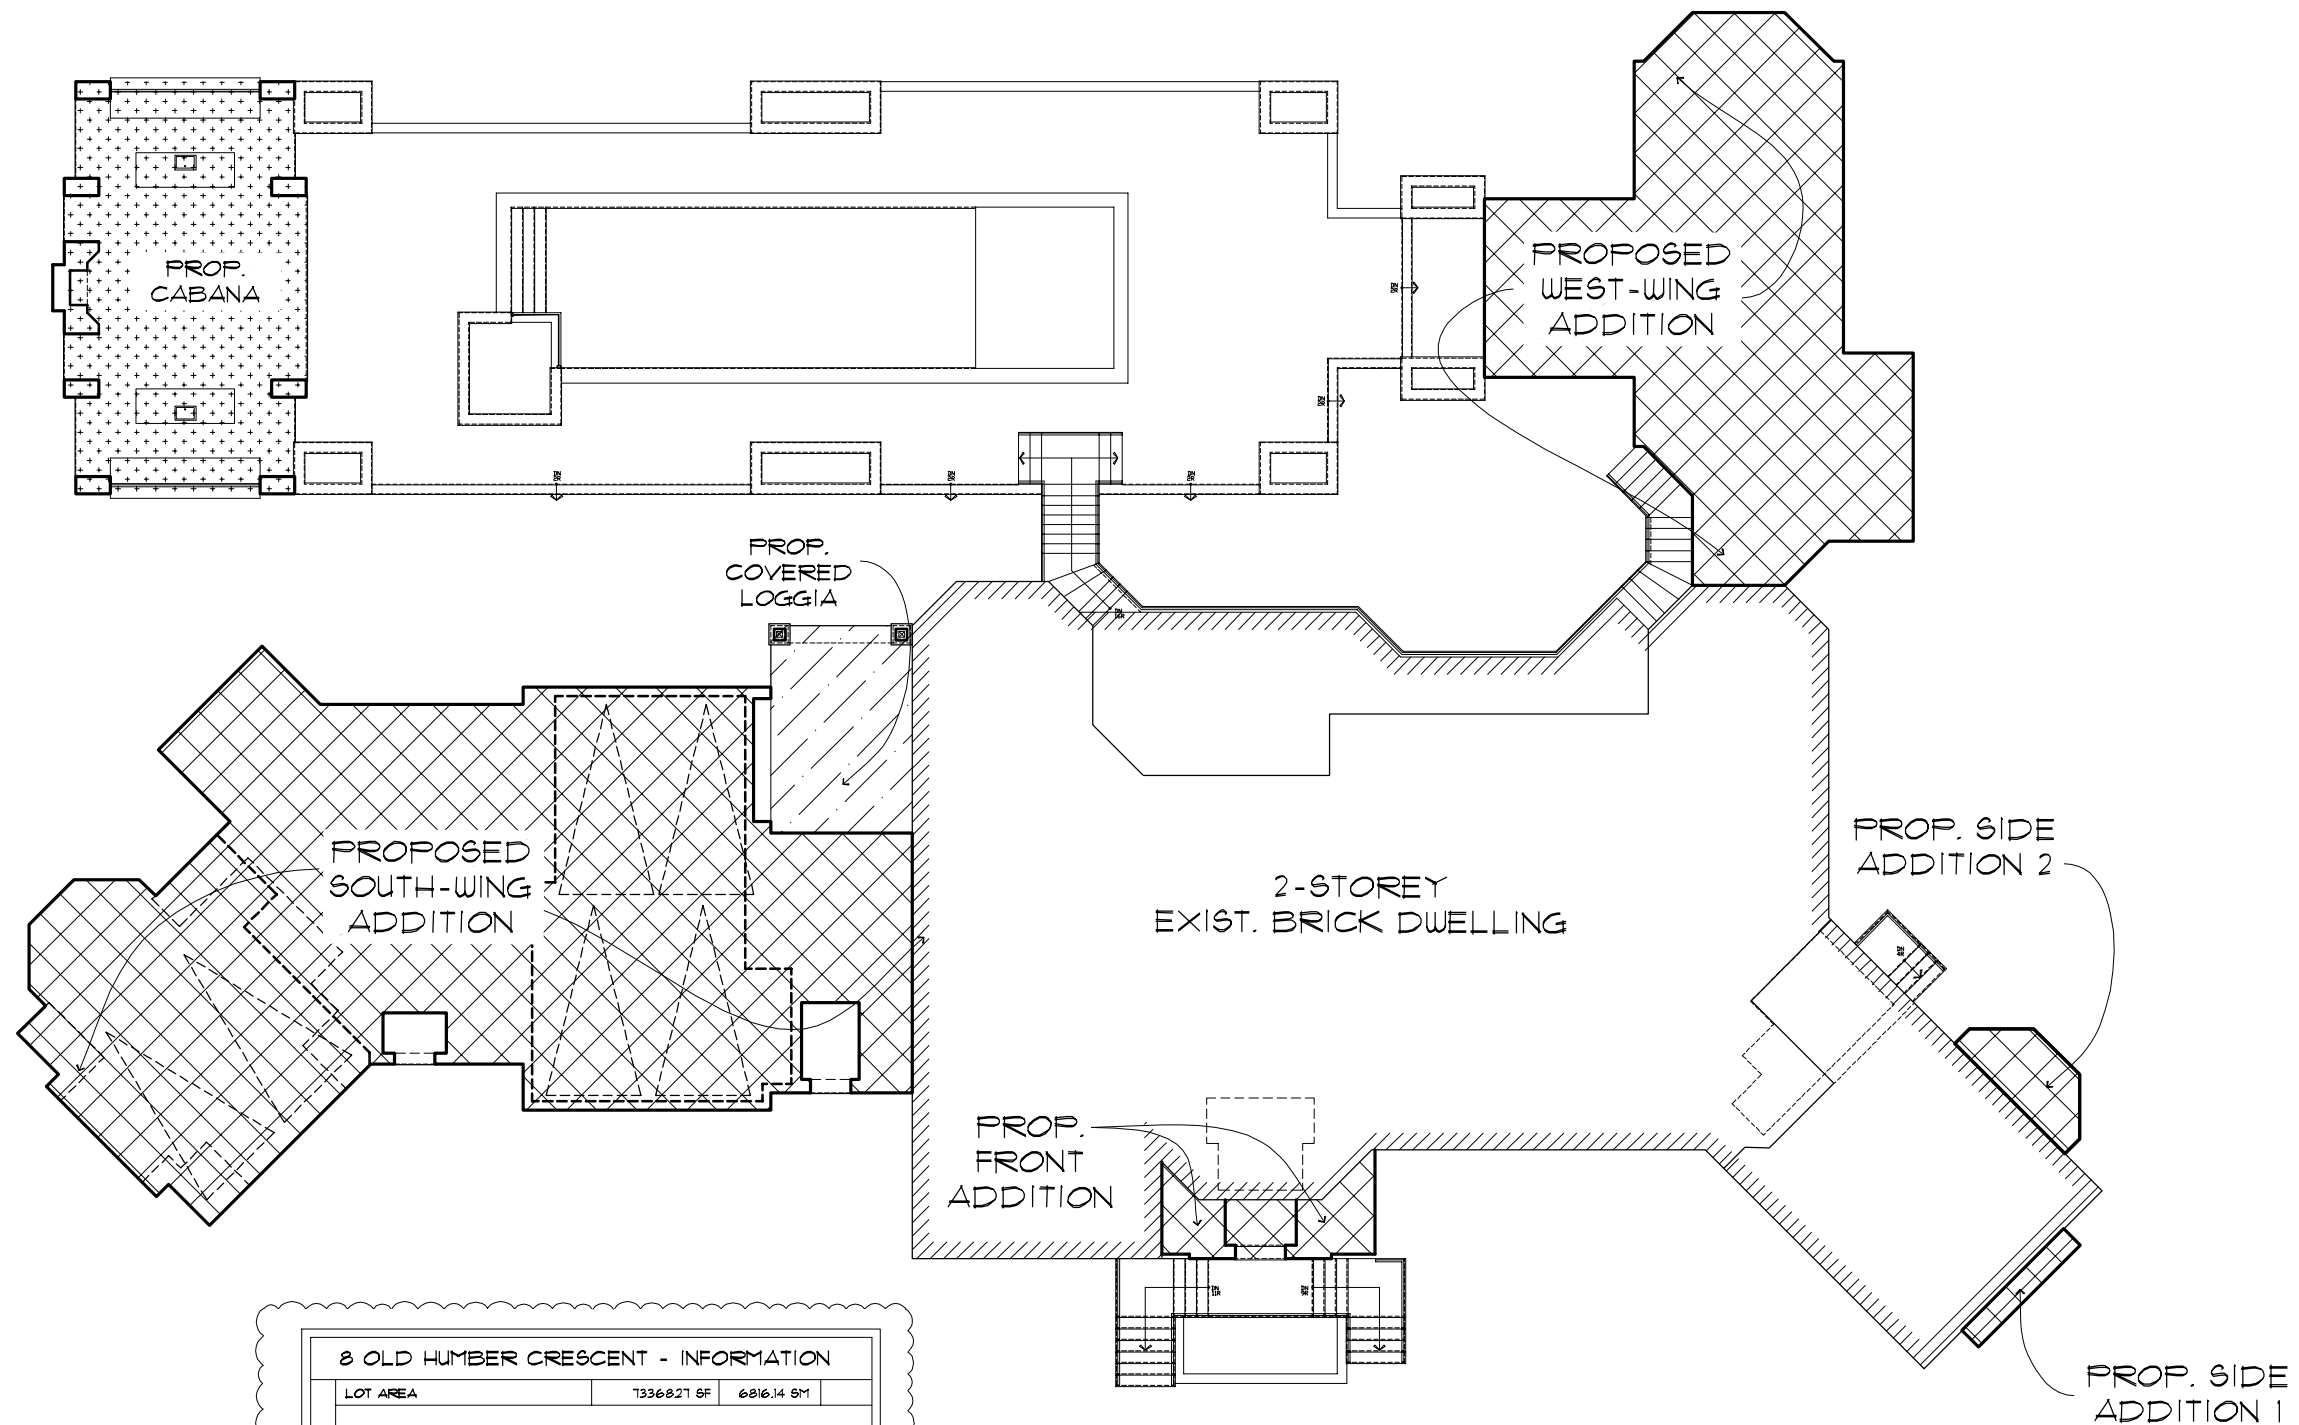 PROP.
CABANA
PROPOSED
WEST-WING
ADDITION
PROP.
COVERED
LOGGIA
PROPOSED
SOUTH-WING
ADDITION
2-STOREY
EXIST. BRICK DWELLING
PROP. SIDE
ADDITION 2
PROP.
FRONT
ADDITION
PROP. SIDE
ADDITION 1
8 OLD HUMBER CRESCENT - INFORMATION
LOT AREA 73368.27 SF 6816.14 SM